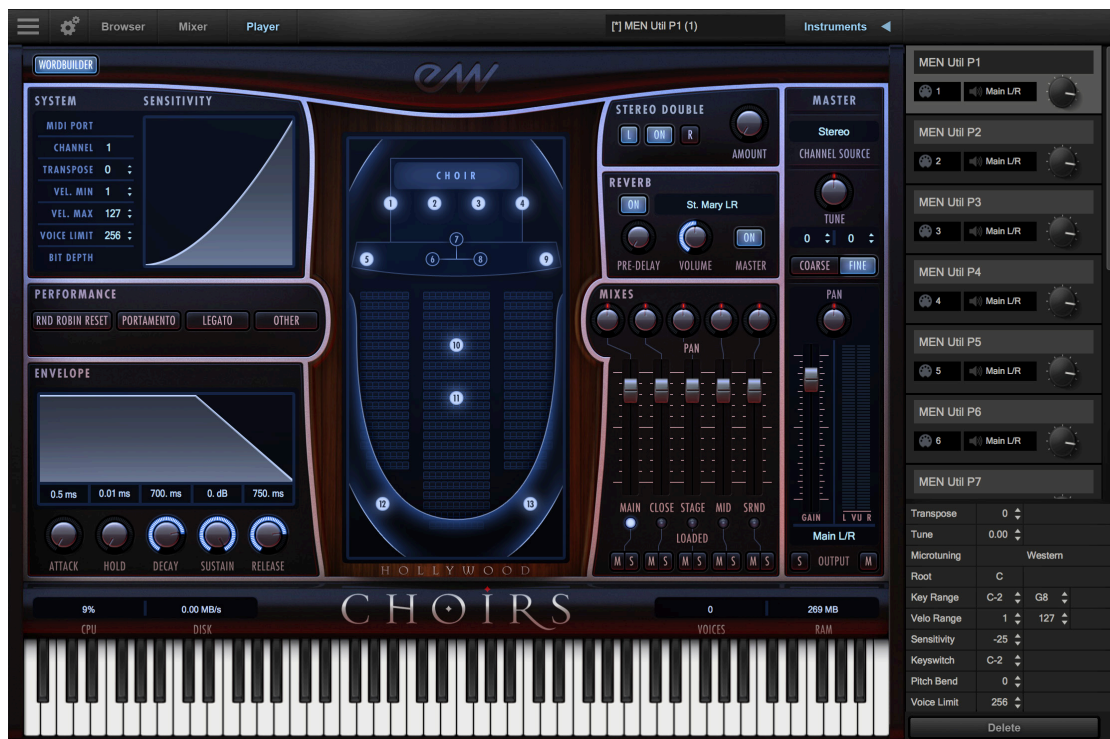 Browser Mixer Player
[*] MEN Util P1 (1)
Instruments
WORDBUILDER
SYSTEM
MIDI PORT
CHANNEL 1
TRANSPOSE 0
VEL. MIN 1
VEL. MAX 127
VOICE LIMIT 256
BIT DEPTH
SENSITIVITY
PERFORMANCE
RND ROBIN RESET PORTAMENTO LEGATO OTHER
ENVELOPE
0.5 ms 0.01 ms 700. ms 0. dB 750. ms
ATTACK HOLD DECAY SUSTAIN RELEASE
CHOIR
1 2 3 4
7
5 6 8 9
10
11
12 13
HOLLYWOOD
CHOIRS
STEREO DOUBLE
L ON R
AMOUNT
REVERB
ON St. Mary LR
ON
PRE-DELAY VOLUME MASTER
MIXES
PAN
MAIN CLOSE STAGE MID SRND
LOADED
M S M S M S M S M S
MASTER
Stereo
CHANNEL SOURCE
TUNE
0 0
COARSE FINE
PAN
GAIN L VU R
Main L/R
S OUTPUT M
9% 0.00 MB/s
CPU DISK
0 269 MB
VOICES RAM
MEN Util P1
1 Main L/R
MEN Util P2
2 Main L/R
MEN Util P3
3 Main L/R
MEN Util P4
4 Main L/R
MEN Util P5
5 Main L/R
MEN Util P6
6 Main L/R
MEN Util P7
Transpose 0
Tune 0.00
Microtuning Western
Root C
Key Range C-2 G8
Velo Range 1 127
Sensitivity -25
Keyswitch C-2
Pitch Bend 0
Voice Limit 256
Delete